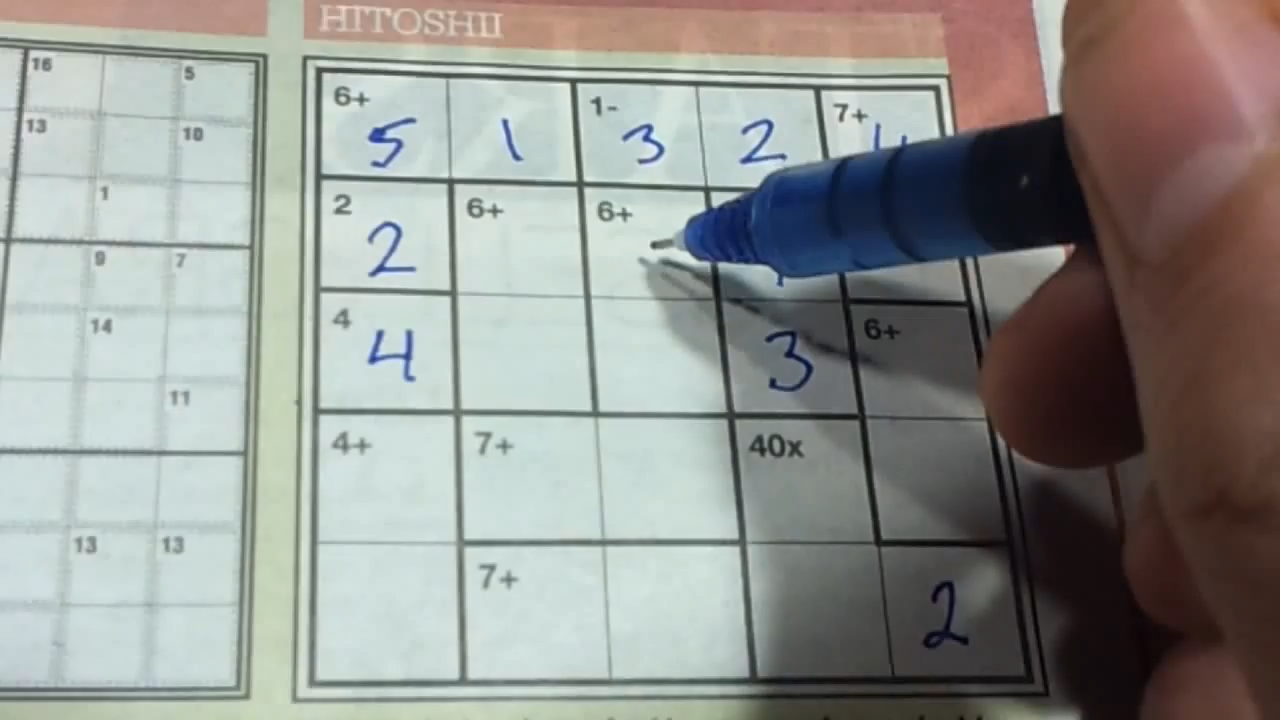 HITOSHII
16 5
13 10
1
9 7
14
11
13 13
6+ 1- 7+
5 1 3 2
2 6+ 6+
2
4 6+
4 3
4+ 7+ 40x
7+
2